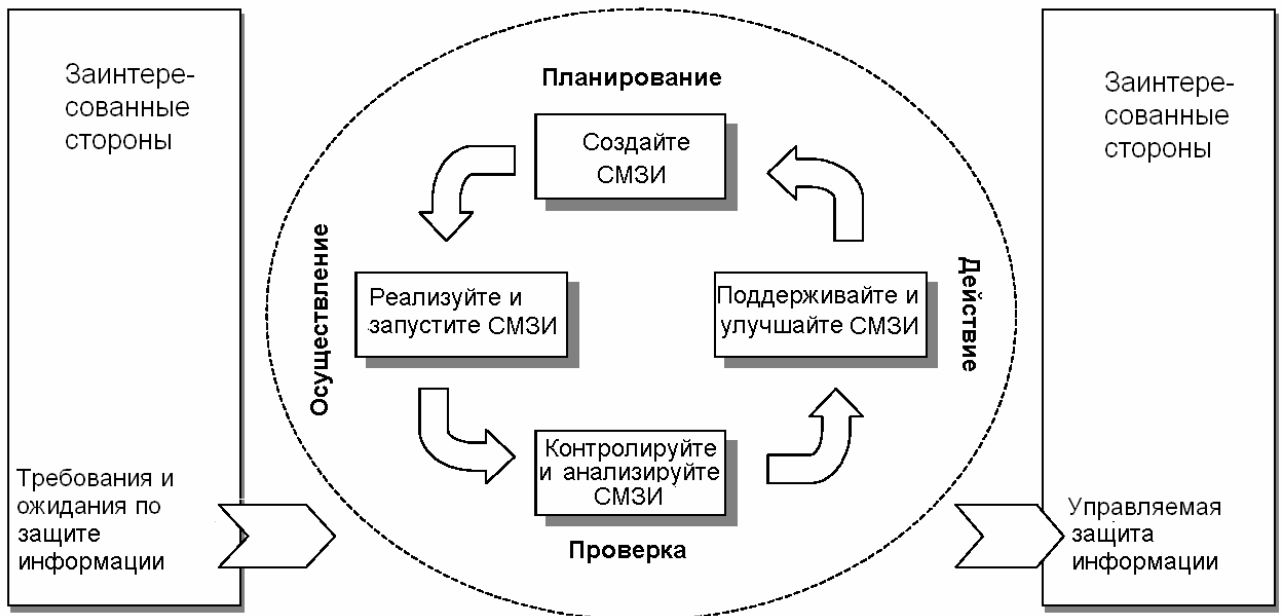 Заинтере-
сованные
стороны
Требования и
ожидания по
защите
информации
Планирование
Создайте
СМЗИ
Осуществление
Реализуйте и
запустите СМЗИ
Поддерживайте и
улучшайте СМЗИ
Действие
Контролируйте
и анализируйте
СМЗИ
Проверка
Заинтере-
сованные
стороны
Управляемая
защита
информации